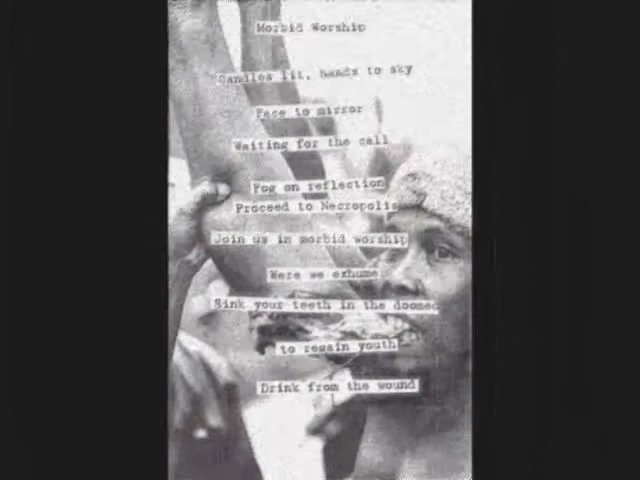 Morbid Worship
Candles lit, hands to sky
Face to mirror
Waiting for the call
Fog on reflection
Proceed to Necropolis
Join us in morbid worship
Were we exhume
Sink your teeth in the doomed
to regain youth
Drink from the wound